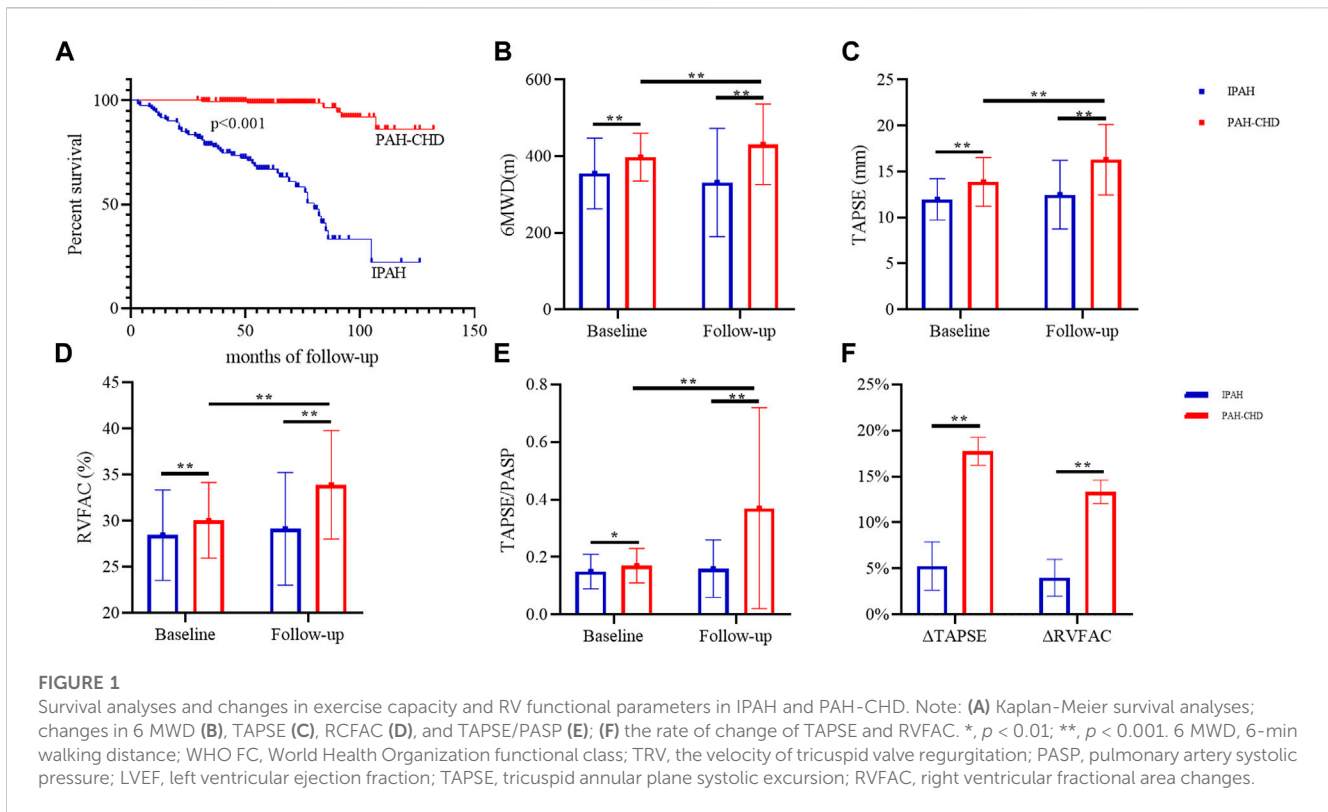 A
Percent survival
100
50
0
p<0.001
PAH-CHD
IPAH
0
50
100
150
months of follow-up
B
6MWD(m)
600
400
200
0
**
**
**
Baseline
Follow-up
C
TAPSE (mm)
25
20
15
10
5
0
**
**
**
Baseline
Follow-up
IPAH
PAH-CHD
D
RVFAC (%)
45
40
35
30
25
20
**
**
**
Baseline
Follow-up
E
TAPSE/PASP
0.8
0.6
0.4
0.2
0.0
*
**
**
Baseline
Follow-up
F
25%
20%
15%
10%
5%
0%
**
**
ΔTAPSE
ΔRVFAC
IPAH
PAH-CHD
FIGURE 1
Survival analyses and changes in exercise capacity and RV functional parameters in IPAH and PAH-CHD. Note: (A) Kaplan-Meier survival analyses;
changes in 6 MWD (B), TAPSE (C), RCFAC (D), and TAPSE/PASP (E); (F) the rate of change of TAPSE and RVFAC. *, p < 0.01; **, p < 0.001. 6 MWD, 6-min
walking distance; WHO FC, World Health Organization functional class; TRV, the velocity of tricuspid valve regurgitation; PASP, pulmonary artery systolic
pressure; LVEF, left ventricular ejection fraction; TAPSE, tricuspid annular plane systolic excursion; RVFAC, right ventricular fractional area changes.